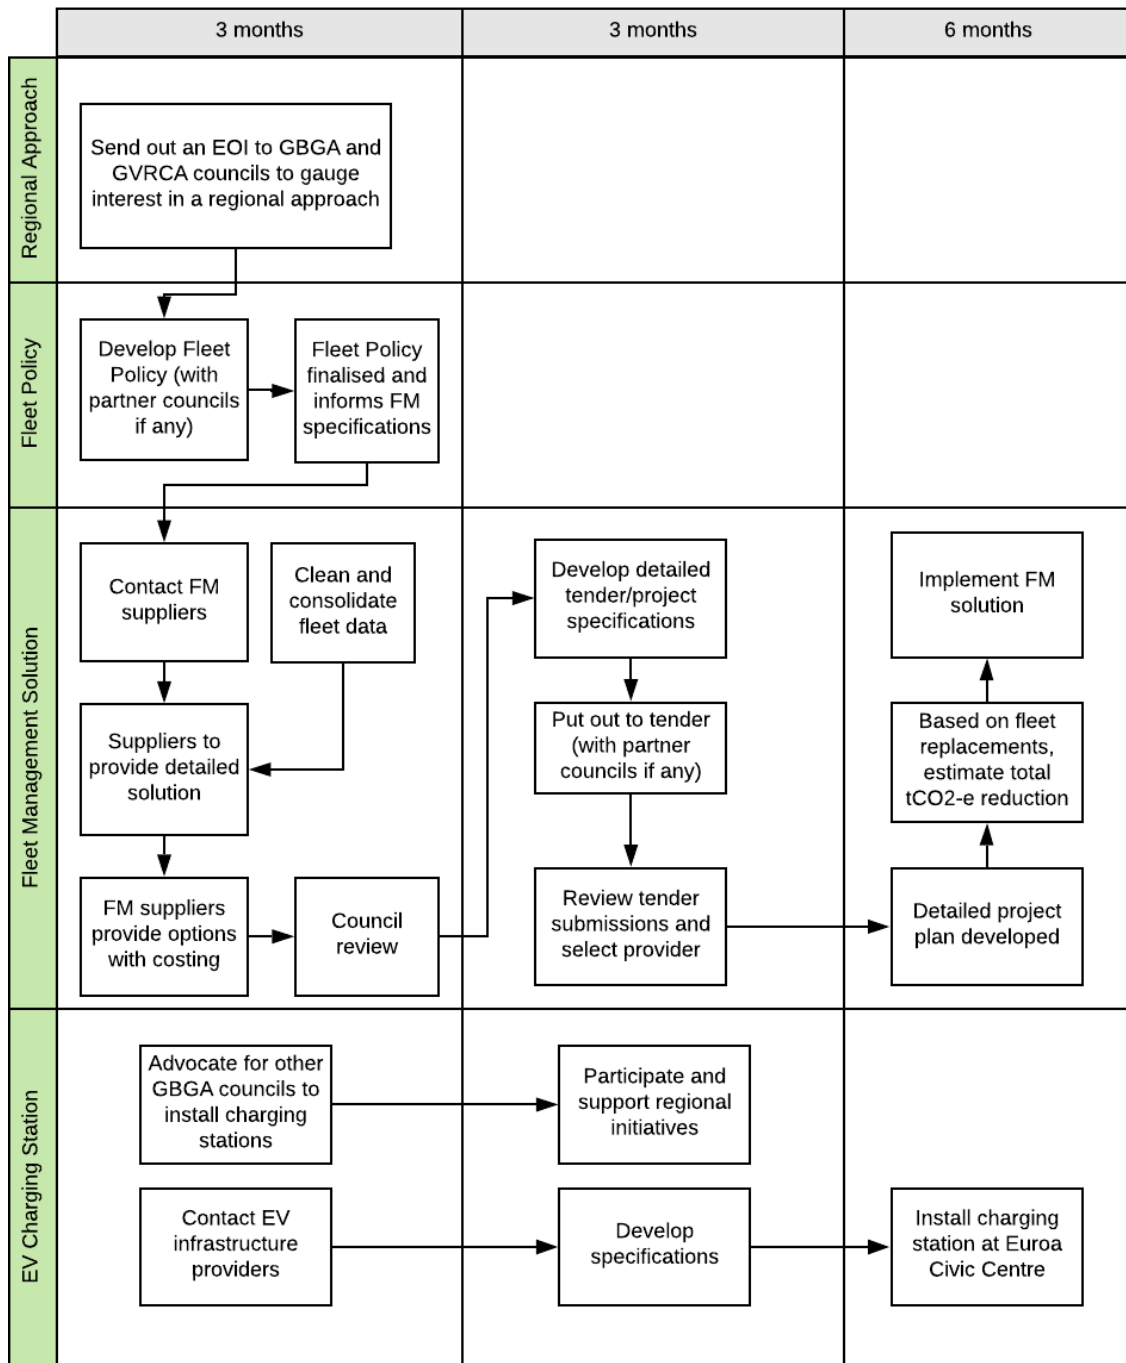 3 months
3 months
6 months
Regional Approach
Send out an EOI to GBGA and
GVRCA councils to gauge
interest in a regional approach
Fleet Policy
Develop Fleet
Policy (with
partner councils
if any)
Fleet Policy
finalised and
informs FM
specifications
Fleet Management Solution
Contact FM
suppliers
Clean and
consolidate
fleet data
Suppliers to
provide detailed
solution
FM suppliers
provide options
with costing
Council
review
Develop detailed
tender/project
specifications
Put out to tender
(with partner
councils if any)
Review tender
submissions and
select provider
Implement FM
solution
Based on fleet
replacements,
estimate total
tCO2-e reduction
Detailed project
plan developed
EV Charging Station
Advocate for other
GBGA councils to
install charging
stations
Participate and
support regional
initiatives
Contact EV
infrastructure
providers
Develop
specifications
Install charging
station at Euroa
Civic Centre